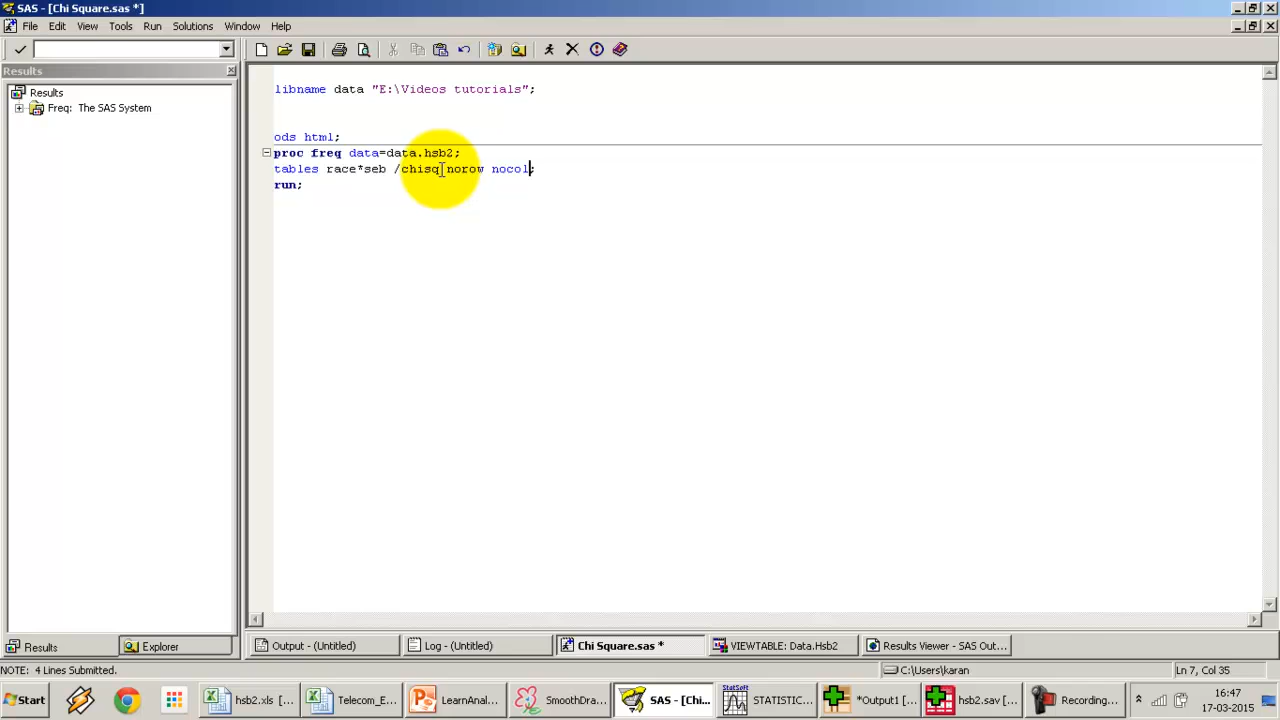 SAS - [Chi Square.sas *]
File Edit View Tools Run Solutions Window Help
Results
Results
Freq: The SAS System
libname data "E:\Videos tutorials";
ods html;
proc freq data=data.hsb2;
tables race*seb /chisq norow nocol;
run;
Results
Explorer
Output - (Untitled)
Log - (Untitled)
Chi Square.sas *
VIEWTABLE: Data.Hsb2
Results Viewer - SAS Out...
NOTE: 4 Lines Submitted.
C:\Users\karan
Ln 7, Col 35
Start
hsb2.xls [...
Telecom_E...
LearnAnal...
SmoothDra...
SAS - [Chi...
StatSoft
STATISTIC...
*Output1 [...
hsb2.sav [...
Recording...
16:47
17-03-2015